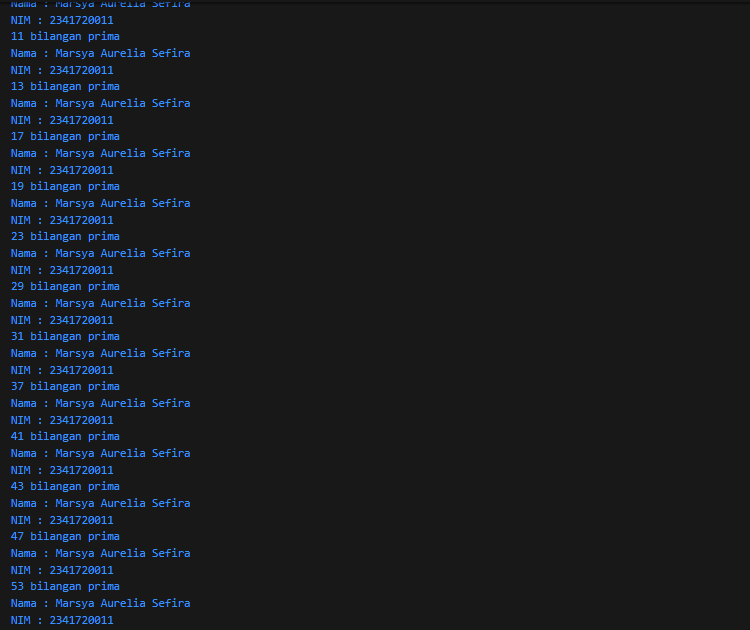 Nama : Marsya Aurelia Sefira
NIM : 2341720011
11 bilangan prima
Nama : Marsya Aurelia Sefira
NIM : 2341720011
13 bilangan prima
Nama : Marsya Aurelia Sefira
NIM : 2341720011
17 bilangan prima
Nama : Marsya Aurelia Sefira
NIM : 2341720011
19 bilangan prima
Nama : Marsya Aurelia Sefira
NIM : 2341720011
23 bilangan prima
Nama : Marsya Aurelia Sefira
NIM : 2341720011
29 bilangan prima
Nama : Marsya Aurelia Sefira
NIM : 2341720011
31 bilangan prima
Nama : Marsya Aurelia Sefira
NIM : 2341720011
37 bilangan prima
Nama : Marsya Aurelia Sefira
NIM : 2341720011
41 bilangan prima
Nama : Marsya Aurelia Sefira
NIM : 2341720011
43 bilangan prima
Nama : Marsya Aurelia Sefira
NIM : 2341720011
47 bilangan prima
Nama : Marsya Aurelia Sefira
NIM : 2341720011
53 bilangan prima
Nama : Marsya Aurelia Sefira
NIM : 2341720011